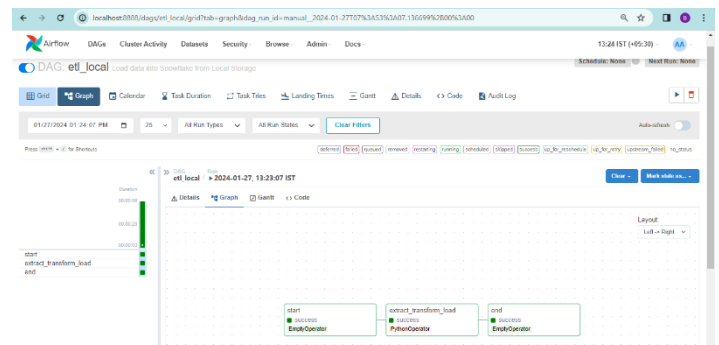 localhost:8080/dags/etl_local/grid?tab=graph&dag_run_id=manual__2024-01-27T07%3A53%3A07.136699%2B00%3A00
Airflow DAGs Cluster Activity Datasets Security Browse Admin Docs 13:24 IST (+05:30) AA
DAG: etl_local Load data into Snowflake from Local Storage Schedule: None Next Run: None
Grid Graph Calendar Task Duration Task Tries Landing Times Gantt Details <> Code Audit Log
01/27/2024 01:24:07 PM 25 All Run Types All Run States Clear Filters Auto-refresh
Press shift + / for Shortcuts deferred failed queued removed restarting running scheduled skipped success up_for_reschedule up_for_retry upstream_failed no_status
DAG Run
etl_local 2024-01-27, 13:23:07 IST Clear Mark state as...
Duration
Details Graph Gantt <> Code
Layout:
Left -> Right
start
extract_transform_load
end
start
success
EmptyOperator
extract_transform_load
success
PythonOperator
end
success
EmptyOperator